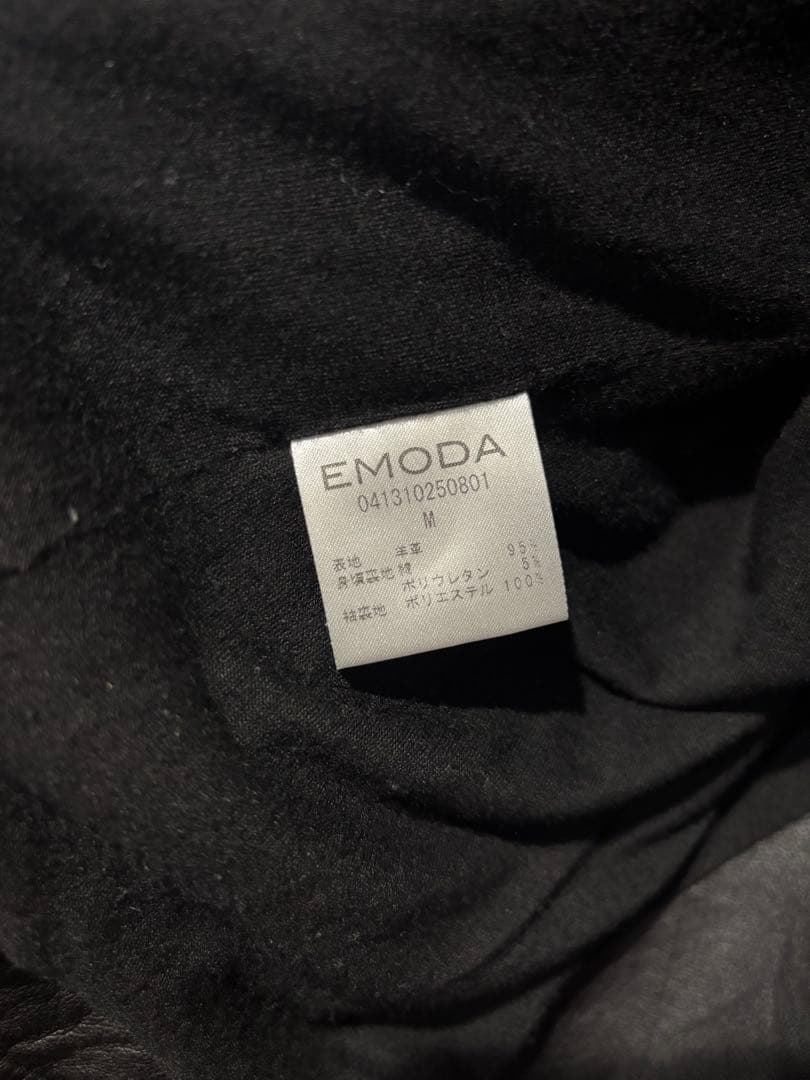 EMODA
041310250801
M
表地 羊革
身頃裏地 綿 95%
ポリウレタン 5%
袖裏地 ポリエステル 100%